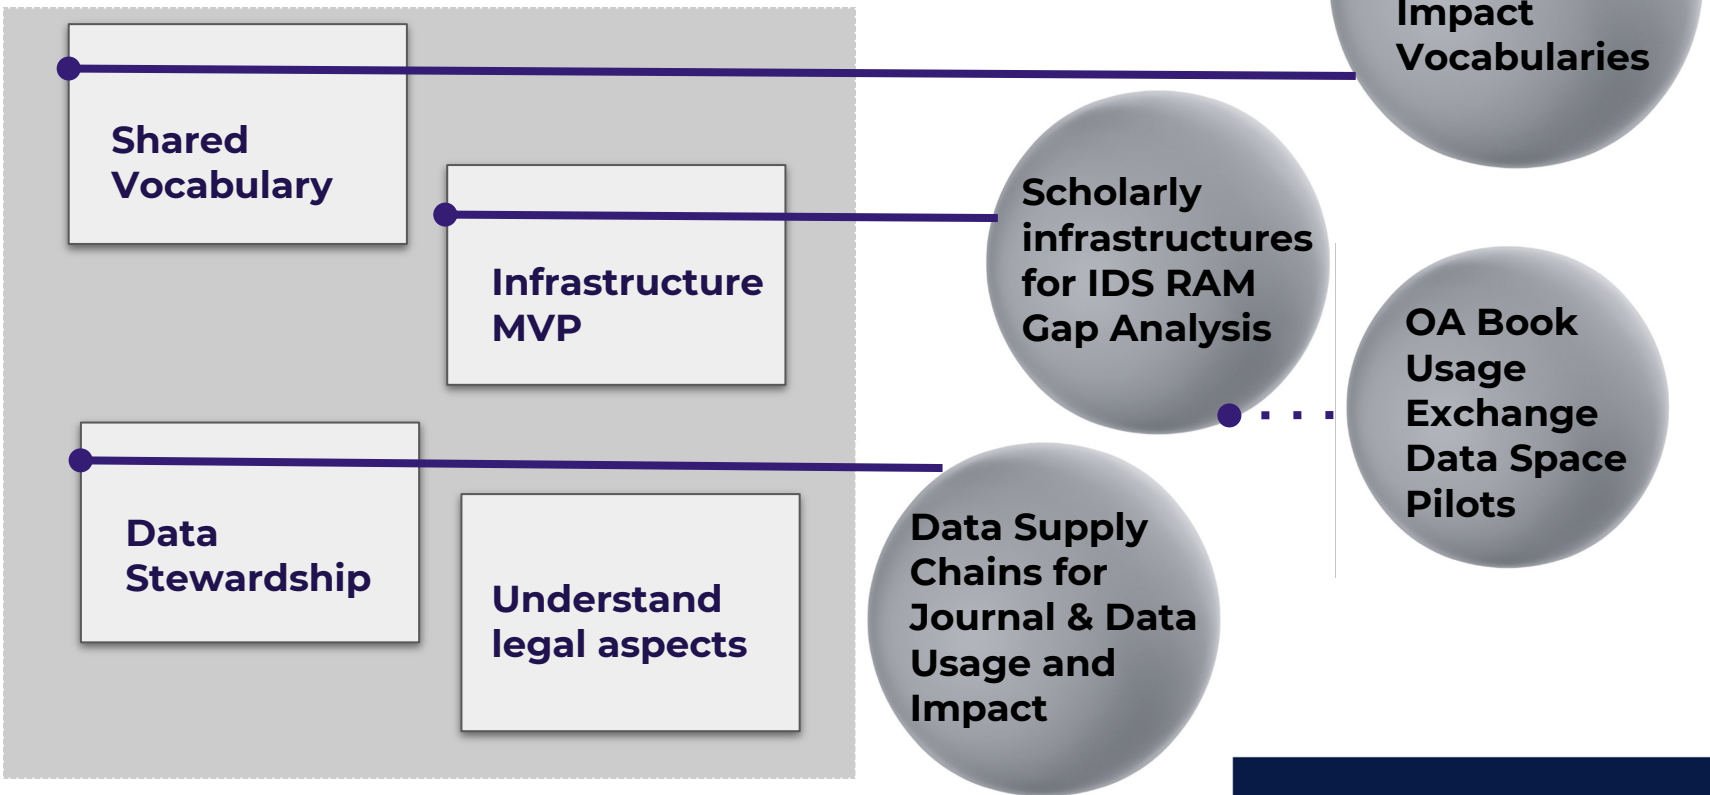 Impact
Vocabularies
Shared
Vocabulary
Scholarly
infrastructures
for IDS RAM
Gap Analysis
Infrastructure
MVP
OA Book
Usage
Exchange
Data Space
Pilots
Data
Stewardship
Data Supply
Chains for
Journal & Data
Usage and
Impact
Understand
legal aspects